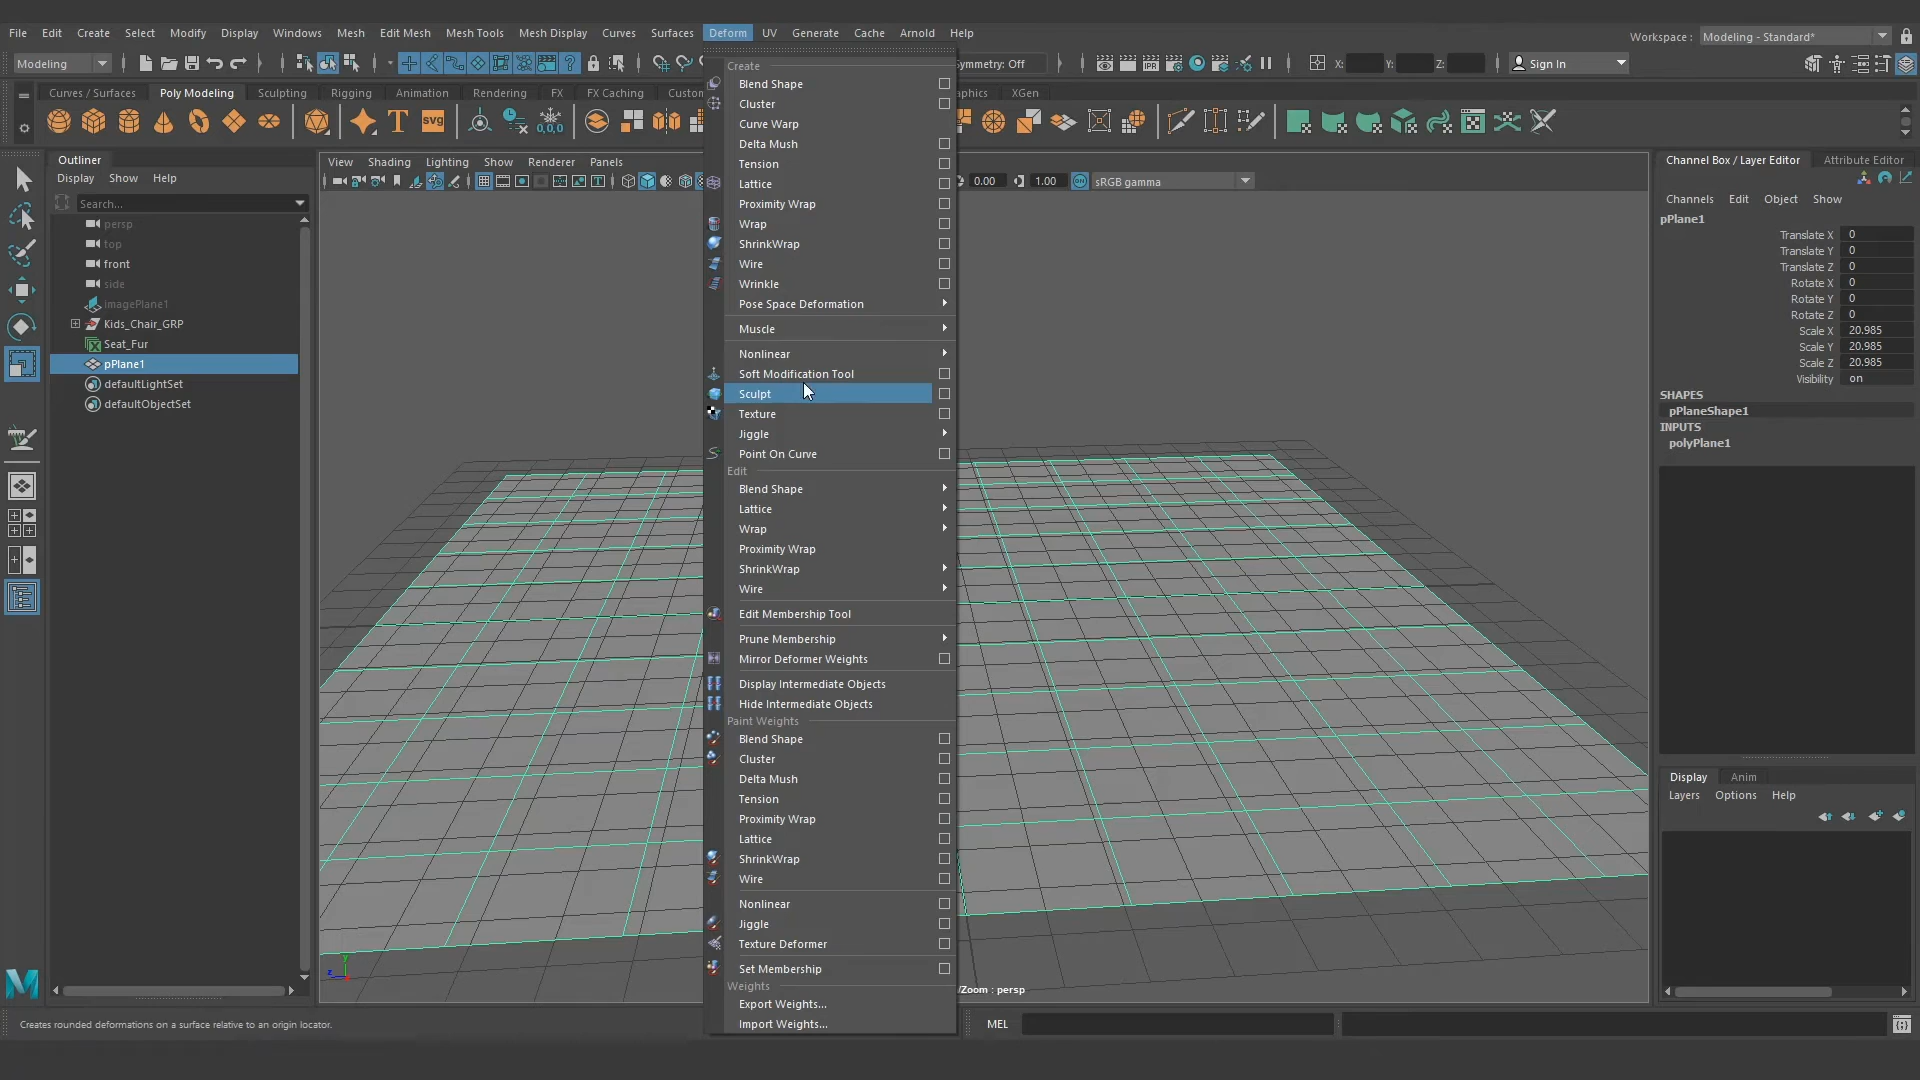 File Edit Create Select Modify Display Windows Mesh Edit Mesh Mesh Tools Mesh Display Curves Surfaces Deform UV Generate Cache Arnold Help
Workspace : Modeling - Standard*
Modeling
Symmetry: Off
X: Y: Z:
Sign In
Curves / Surfaces Poly Modeling Sculpting Rigging Animation Rendering FX FX Caching Custom
XGen
T svg 0,0,0
IPR
Outliner
Display Show Help
Search...
persp
top
front
side
imagePlane1
Kids_Chair_GRP
Seat_Fur
pPlane1
defaultLightSet
defaultObjectSet
View Shading Lighting Show Renderer Panels
0.00 1.00 ON sRGB gamma
Create
Blend Shape
Cluster
Curve Warp
Delta Mush
Tension
Lattice
Proximity Wrap
Wrap
ShrinkWrap
Wire
Wrinkle
Pose Space Deformation
Muscle
Nonlinear
Soft Modification Tool
Sculpt
Texture
Jiggle
Point On Curve
Edit
Blend Shape
Lattice
Wrap
Proximity Wrap
ShrinkWrap
Wire
Edit Membership Tool
Prune Membership
Mirror Deformer Weights
Display Intermediate Objects
Hide Intermediate Objects
Paint Weights
Blend Shape
Cluster
Delta Mush
Tension
Proximity Wrap
Lattice
ShrinkWrap
Wire
Nonlinear
Jiggle
Texture Deformer
Set Membership
Weights
Export Weights...
Import Weights...
y
z
/Zoom : persp
Channel Box / Layer Editor Attribute Editor
Channels Edit Object Show
pPlane1
Translate X 0
Translate Y 0
Translate Z 0
Rotate X 0
Rotate Y 0
Rotate Z 0
Scale X 20.985
Scale Y 20.985
Scale Z 20.985
Visibility on
SHAPES
pPlaneShape1
INPUTS
polyPlane1
Display Anim
Layers Options Help
Creates rounded deformations on a surface relative to an origin locator.
MEL